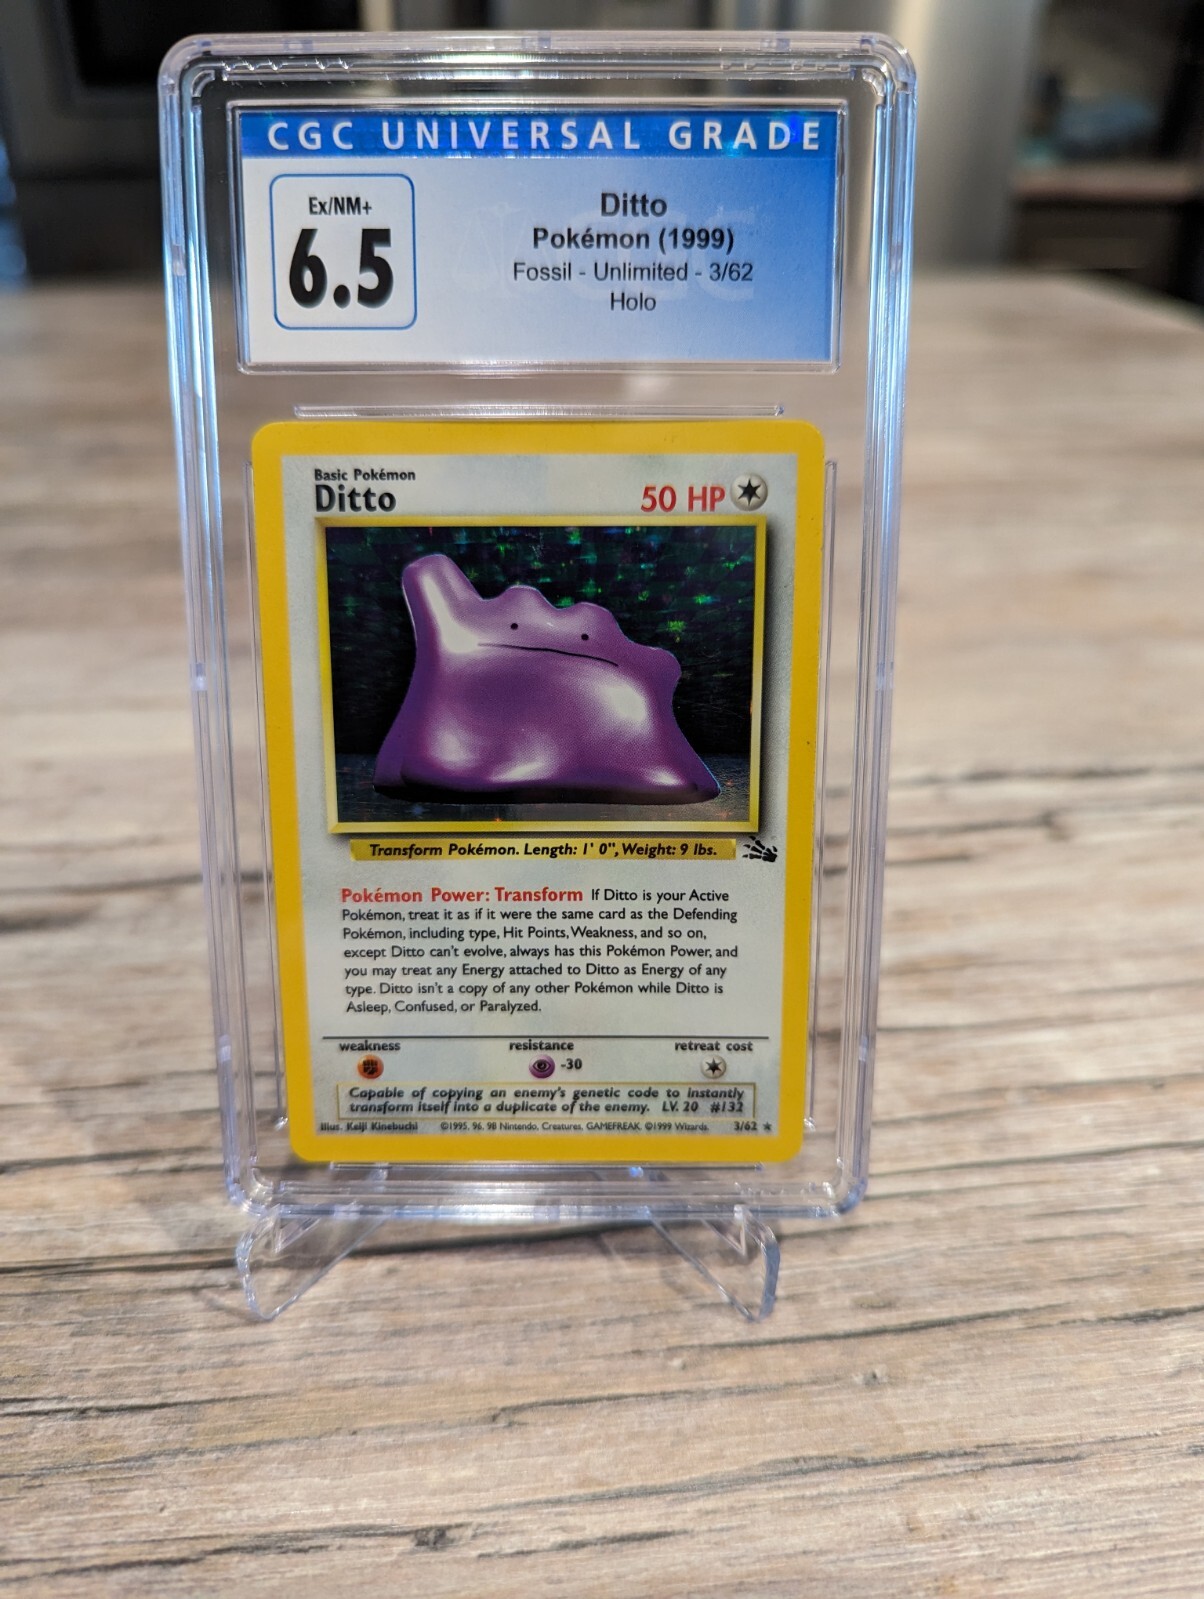 CGC UNIVERSAL GRADE
Ex/NM+
6.5
Ditto
Pokémon (1999)
Fossil - Unlimited - 3/62
Holo
Basic Pokémon
Ditto
50 HP
Transform Pokémon. Length: 1' 0", Weight: 9 lbs.
Pokémon Power: Transform If Ditto is your Active
Pokémon, treat it as if it were the same card as the Defending
Pokémon, including type, Hit Points, Weakness, and so on,
except Ditto can't evolve, always has this Pokémon Power, and
you may treat any Energy attached to Ditto as Energy of any
type. Ditto isn't a copy of any other Pokémon while Ditto is
Asleep, Confused, or Paralyzed.
weakness resistance retreat cost
-30
Capable of copying an enemy's genetic code to instantly
transform itself into a duplicate of the enemy. LV. 20 #132
Illus. Keiji Kinebuchi ©1995, 96, 98 Nintendo, Creatures, GAMEFREAK. ©1999 Wizards. 3/62 ★